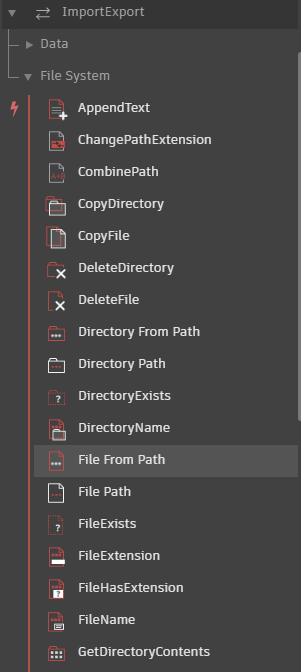 ImportExport
Data
File System
AppendText
ChangePathExtension
CombinePath
CopyDirectory
CopyFile
DeleteDirectory
DeleteFile
Directory From Path
Directory Path
DirectoryExists
DirectoryName
File From Path
File Path
FileExists
FileExtension
FileHasExtension
FileName
GetDirectoryContents